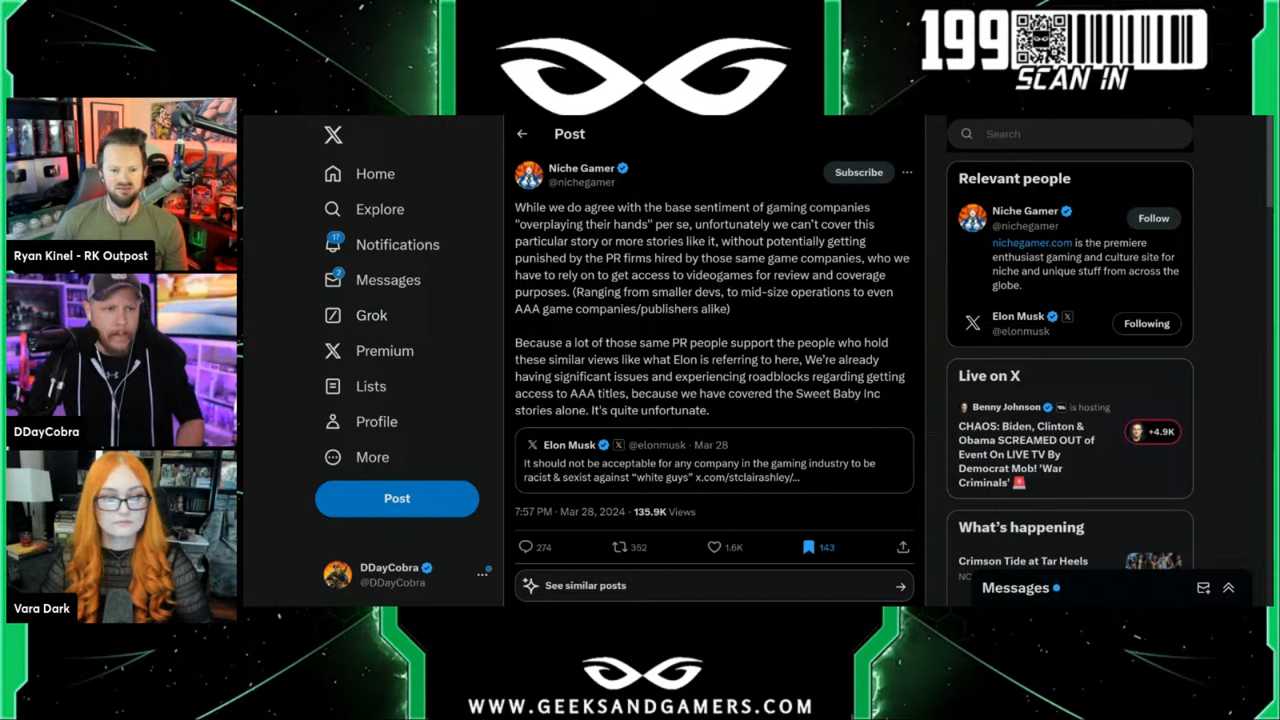 199
SCAN IN
Ryan Kinel - RK Outpost
DDayCobra
Vara Dark
X
Home
Explore
17
Notifications
2
Messages
Grok
Premium
Lists
Profile
More
Post
DDayCobra
@DDayCobra
Post
Niche Gamer
@nichegamer
Subscribe
While we do agree with the base sentiment of gaming companies
"overplaying their hands" per se, unfortunately we can't cover this
particular story or more stories like it, without potentially getting
punished by the PR firms hired by those same game companies, who we
have to rely on to get access to videogames for review and coverage
purposes. (Ranging from smaller devs, to mid-size operations to even
AAA game companies/publishers alike)
Because a lot of those same PR people support the people who hold
these similar views like what Elon is referring to here, We're already
having significant issues and experiencing roadblocks regarding getting
access to AAA titles, because we have covered the Sweet Baby Inc
stories alone. It's quite unfortunate.
Elon Musk X @elonmusk · Mar 28
It should not be acceptable for any company in the gaming industry to be
racist & sexist against "white guys" x.com/stclairashley/...
7:57 PM · Mar 28, 2024 · 135.9K Views
274
352
1.6K
143
See similar posts
Search
Relevant people
Niche Gamer
@nichegamer
Follow
nichegamer.com is the premiere
enthusiast gaming and culture site for
niche and unique stuff from across the
globe.
Elon Musk X
@elonmusk
Following
Live on X
Benny Johnson is hosting
CHAOS: Biden, Clinton &
Obama SCREAMED OUT of
Event On LIVE TV By
Democrat Mob! 'War
Criminals'
+4.9K
What's happening
Crimson Tide at Tar Heels
Messages
WWW.GEEKSANDGAMERS.COM